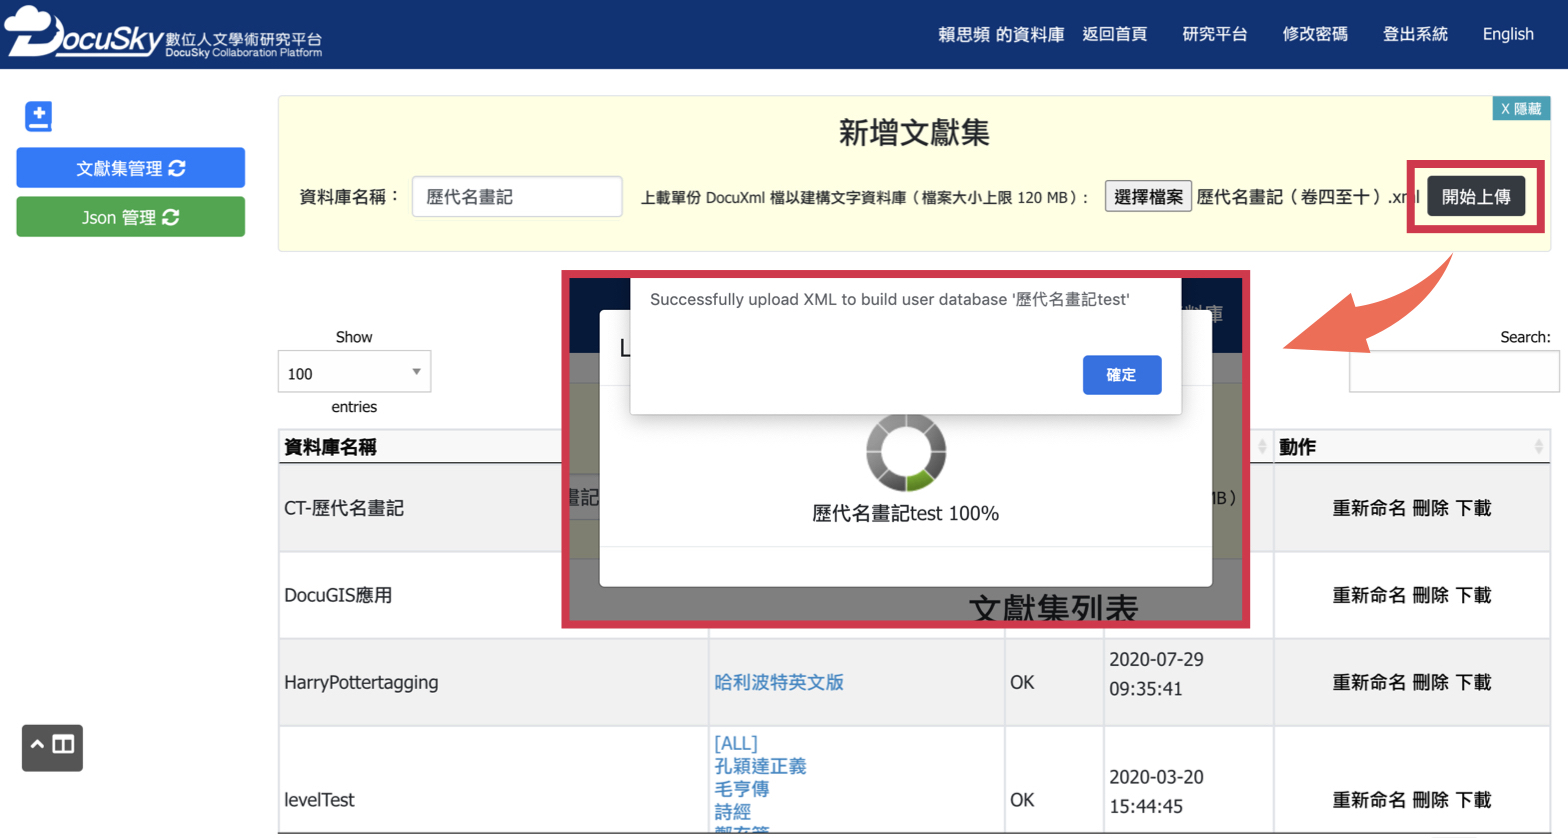 DocuSky 數位人文學術研究平台
DocuSky Collaboration Platform
賴思頻 的資料庫 返回首頁 研究平台 修改密碼 登出系統 English
文獻集管理
Json 管理
X 隱藏
新增文獻集
資料庫名稱： 歷代名畫記 上載單份 DocuXml 檔以建構文字資料庫（檔案大小上限 120 MB）: 選擇檔案 歷代名畫記（卷四至十）.xml 開始上傳
Successfully upload XML to build user database '歷代名畫記test'
確定
歷代名畫記test 100%
畫記
MB）
文獻集列表
Show
100
entries
Search:
資料庫名稱 動作
CT-歷代名畫記 重新命名 刪除 下載
DocuGIS應用 重新命名 刪除 下載
HarryPottertagging 哈利波特英文版 OK 2020-07-29 09:35:41 重新命名 刪除 下載
levelTest
[ALL]
孔穎達正義
毛亨傳
詩經
OK
2020-03-20
15:44:45
重新命名 刪除 下載